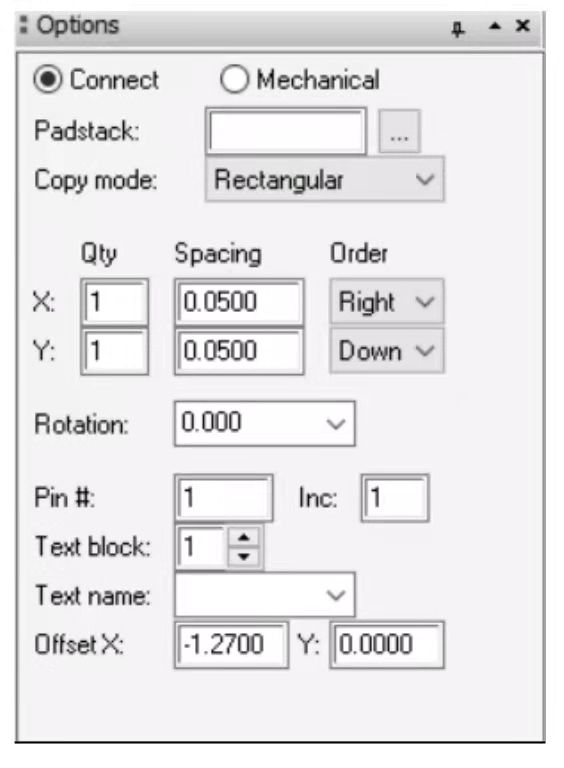 Options
Connect Mechanical
Padstack: ...
Copy mode: Rectangular
Qty Spacing Order
X: 1 0.0500 Right
Y: 1 0.0500 Down
Rotation: 0.000
Pin #: 1 Inc: 1
Text block: 1
Text name:
Offset X: -1.2700 Y: 0.0000